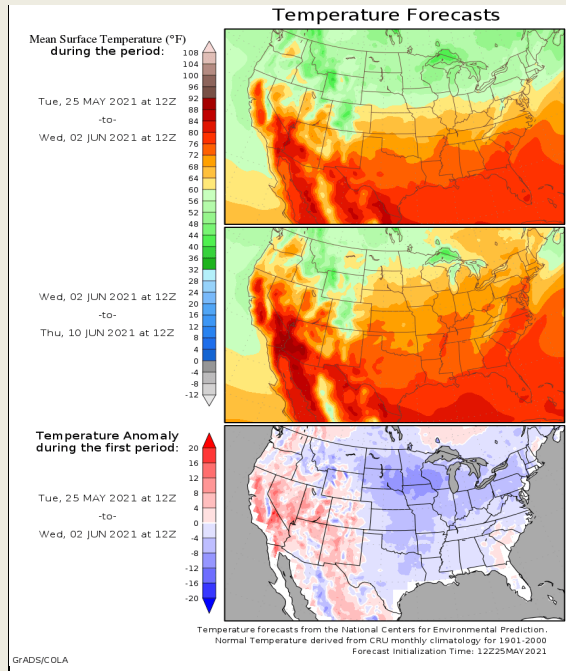 Temperature Forecasts
Mean Surface Temperature (°F)
during the period:
108
104
100
96
92
88
84
80
76
72
68
64
60
56
52
48
44
40
36
32
28
24
20
16
12
8
4
0
-4
-8
-12
Tue, 25 MAY 2021 at 12Z
-to-
Wed, 02 JUN 2021 at 12Z
Wed, 02 JUN 2021 at 12Z
-to-
Thu, 10 JUN 2021 at 12Z
Temperature Anomaly
during the first period:
20
16
12
8
4
0
-4
-8
-12
-16
-20
Tue, 25 MAY 2021 at 12Z
-to-
Wed, 02 JUN 2021 at 12Z
Temperature forecasts from the National Centers for Environmental Prediction.
Normal Temperature derived from CRU monthly climatology for 1901-2000
Forecast Initialization Time: 12Z25MAY2021
GrADS/COLA